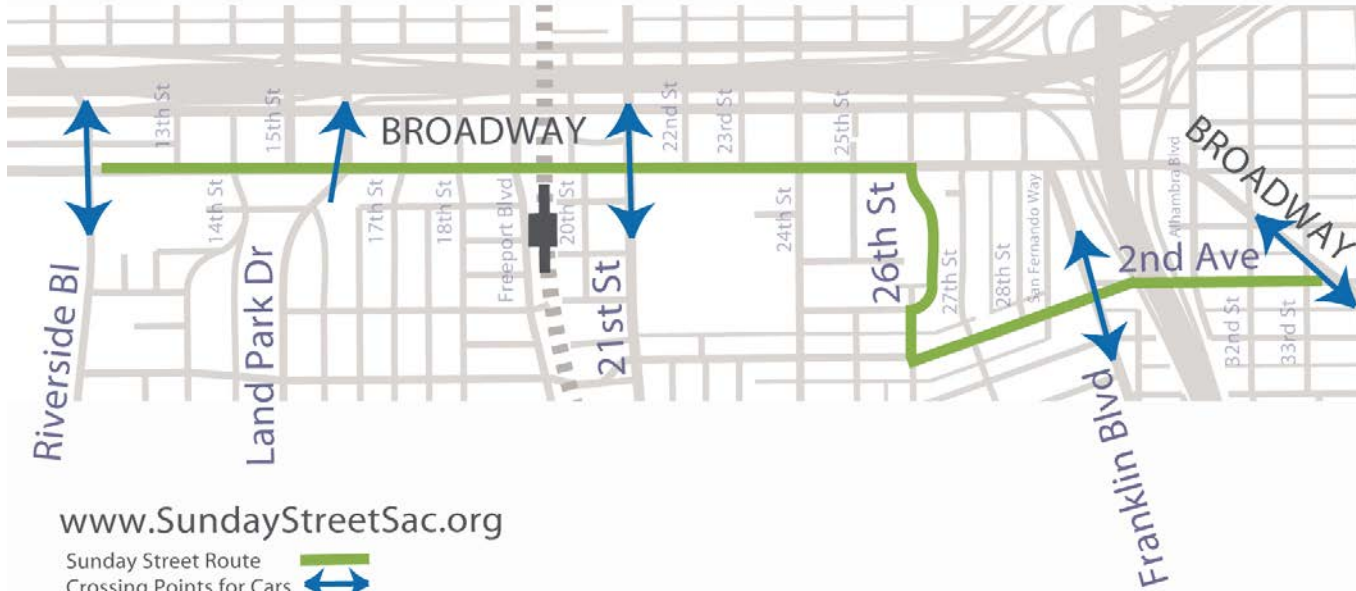 13th St
15th St
BROADWAY
22nd St
23rd St
25th St
Alhambra Blvd
BROADWAY
14th St
17th St
18th St
Freeport Blvd
20th St
21st St
24th St
26th St
27th St
28th St
San Fernando Way
2nd Ave
32nd St
33rd St
Riverside Bl
Land Park Dr
Franklin Blvd
www.SundayStreetSac.org
Sunday Street Route
Crossing Points for Cars